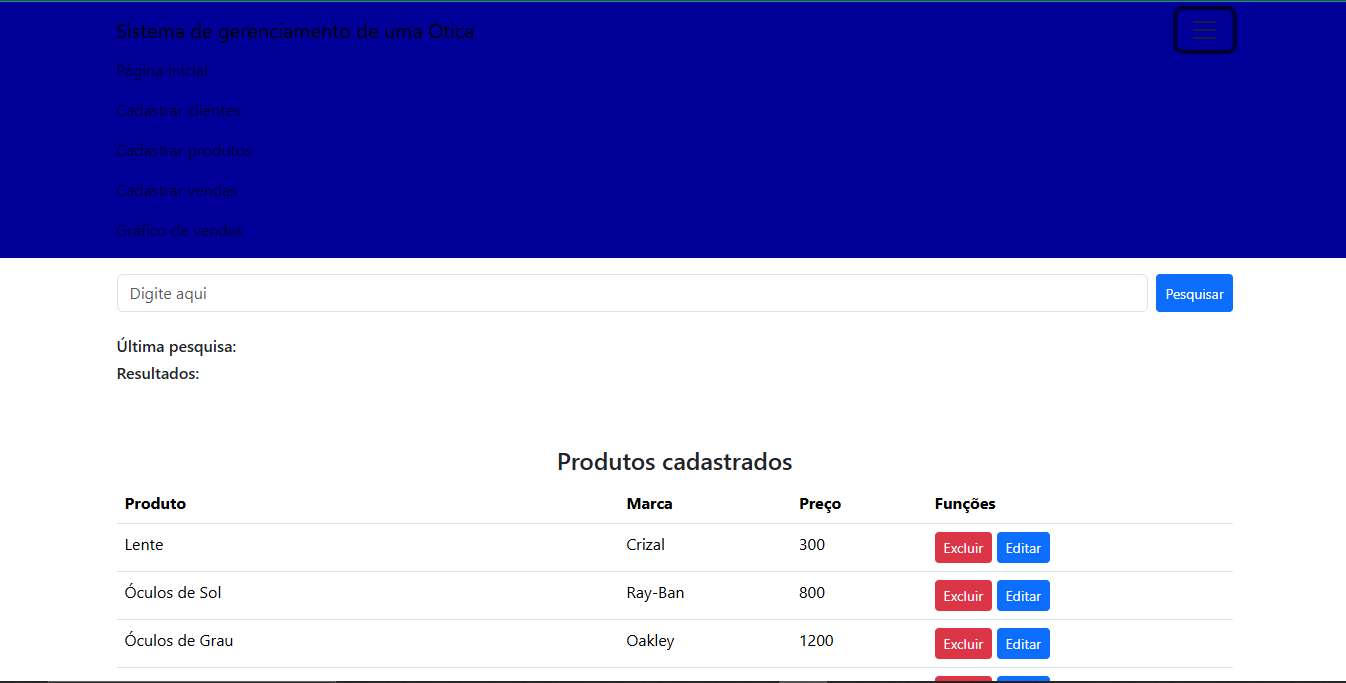 Sistema de gerenciamento de uma Ótica
Página inicial
Cadastrar clientes
Cadastrar produtos
Cadastrar vendas
Gráfico de vendas
Digite aqui Pesquisar
Última pesquisa:
Resultados:
Produtos cadastrados
Produto Marca Preço Funções
Lente Crizal 300 Excluir Editar
Óculos de Sol Ray-Ban 800 Excluir Editar
Óculos de Grau Oakley 1200 Excluir Editar